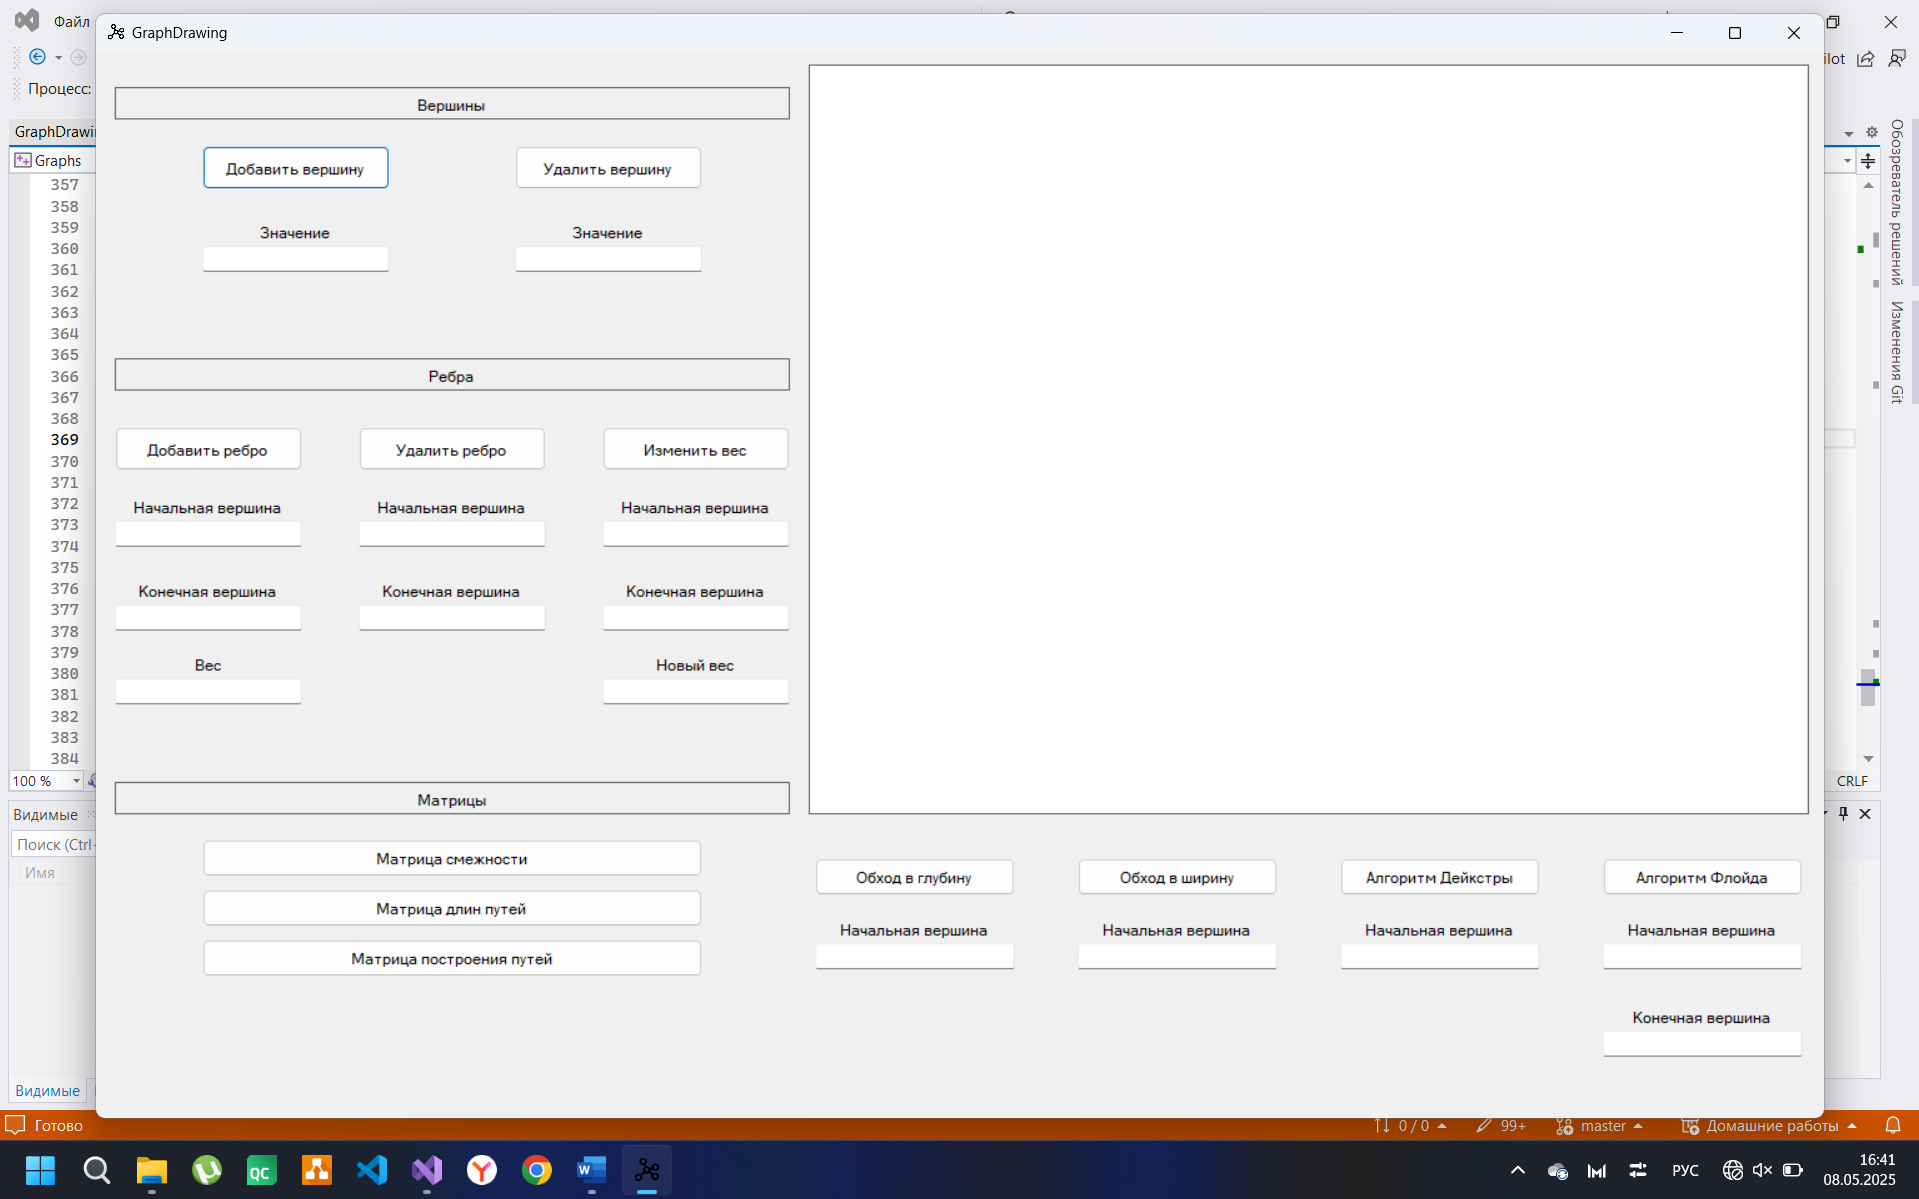 Файл
GraphDrawing
ilot
Процесс:
GraphDrawi
Graphs
357
358
359
360
361
362
363
364
365
366
367
368
369
370
371
372
373
374
375
376
377
378
379
380
381
382
383
384
100 %
Видимые
Поиск (Ctrl-
Имя
Видимые
Вершины
Добавить вершину
Удалить вершину
Значение
Значение
Ребра
Добавить ребро
Удалить ребро
Изменить вес
Начальная вершина
Начальная вершина
Начальная вершина
Конечная вершина
Конечная вершина
Конечная вершина
Вес
Новый вес
Матрицы
Матрица смежности
Матрица длин путей
Матрица построения путей
Обход в глубину
Обход в ширину
Алгоритм Дейкстры
Алгоритм Флойда
Начальная вершина
Начальная вершина
Начальная вершина
Начальная вершина
Конечная вершина
Обозреватель решений
Изменения Git
CRLF
Готово
0 / 0
99+
master
Домашние работы
QC
РУС
16:41
08.05.2025